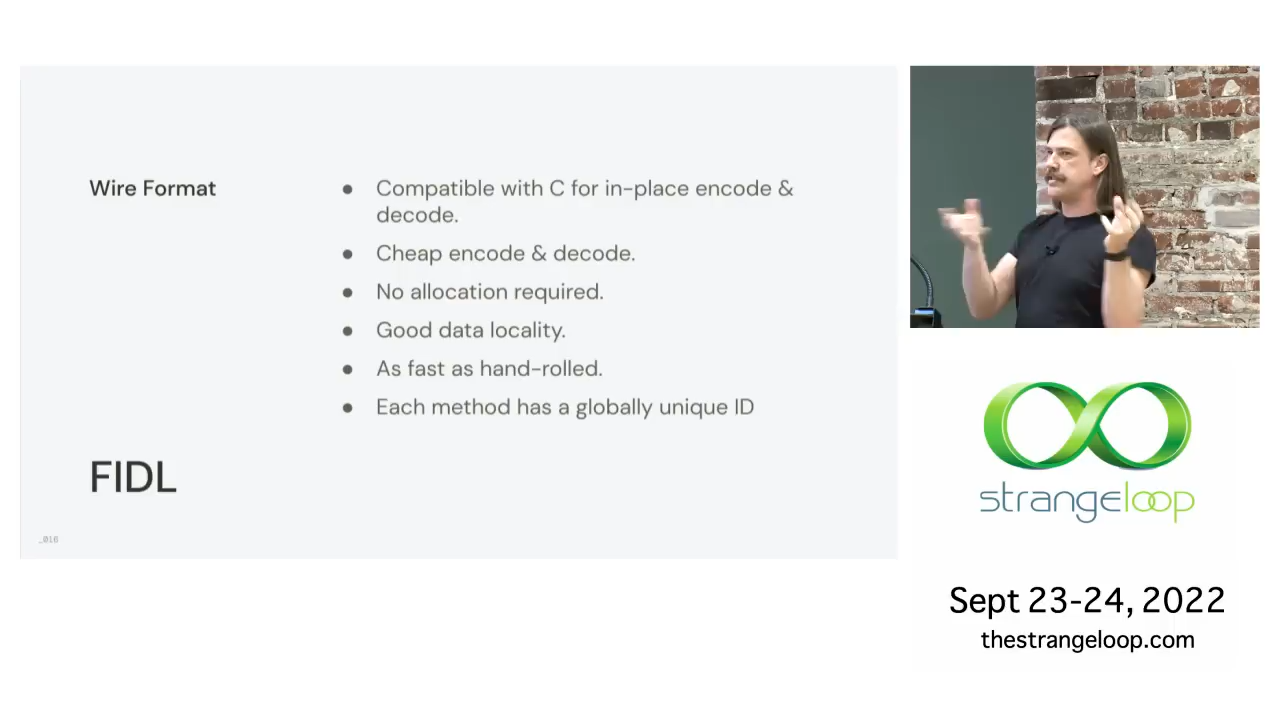 Wire Format
● Compatible with C for in-place encode &
decode.
● Cheap encode & decode.
● No allocation required.
● Good data locality.
● As fast as hand-rolled.
● Each method has a globally unique ID
FIDL
_016
strangeloop
Sept 23-24, 2022
thestrangeloop.com